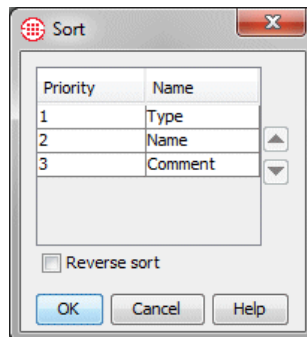 Sort
Priority Name
1 Type
2 Name
3 Comment
Reverse sort
OK Cancel Help